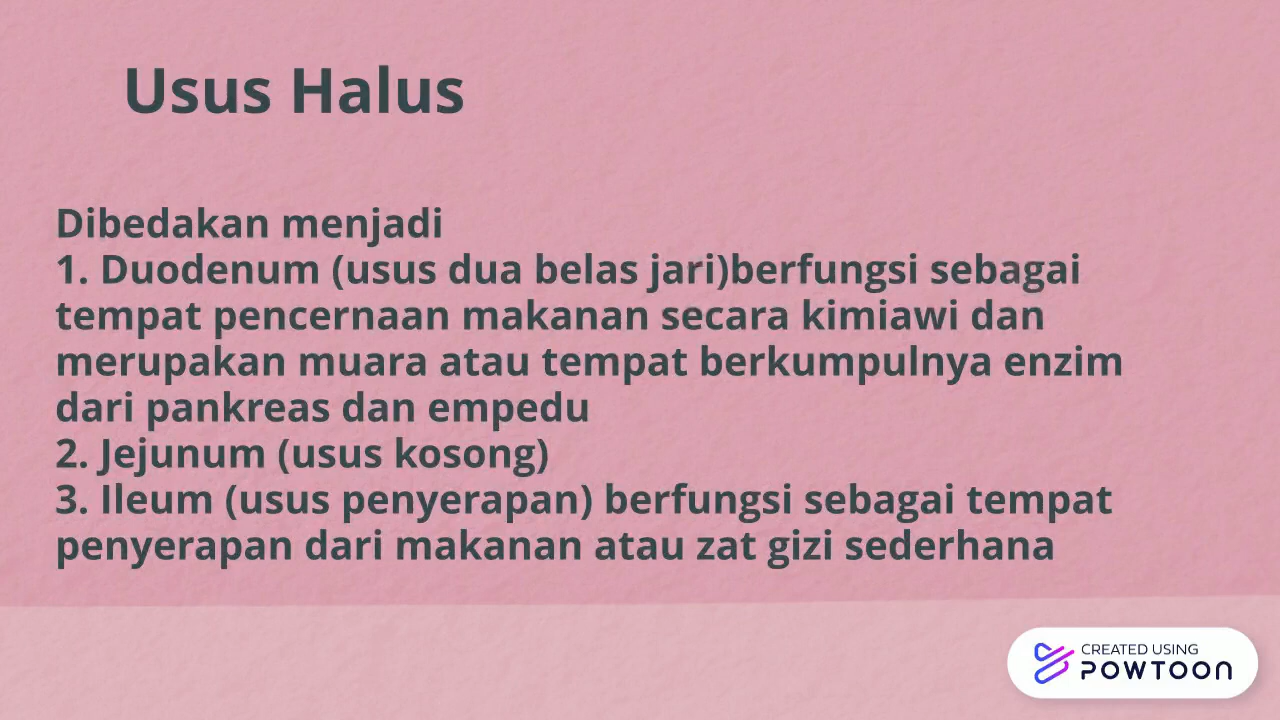 Usus Halus
Dibedakan menjadi
1. Duodenum (usus dua belas jari)berfungsi sebagai
tempat pencernaan makanan secara kimiawi dan
merupakan muara atau tempat berkumpulnya enzim
dari pankreas dan empedu
2. Jejunum (usus kosong)
3. Ileum (usus penyerapan) berfungsi sebagai tempat
penyerapan dari makanan atau zat gizi sederhana
CREATED USING
POWTOON